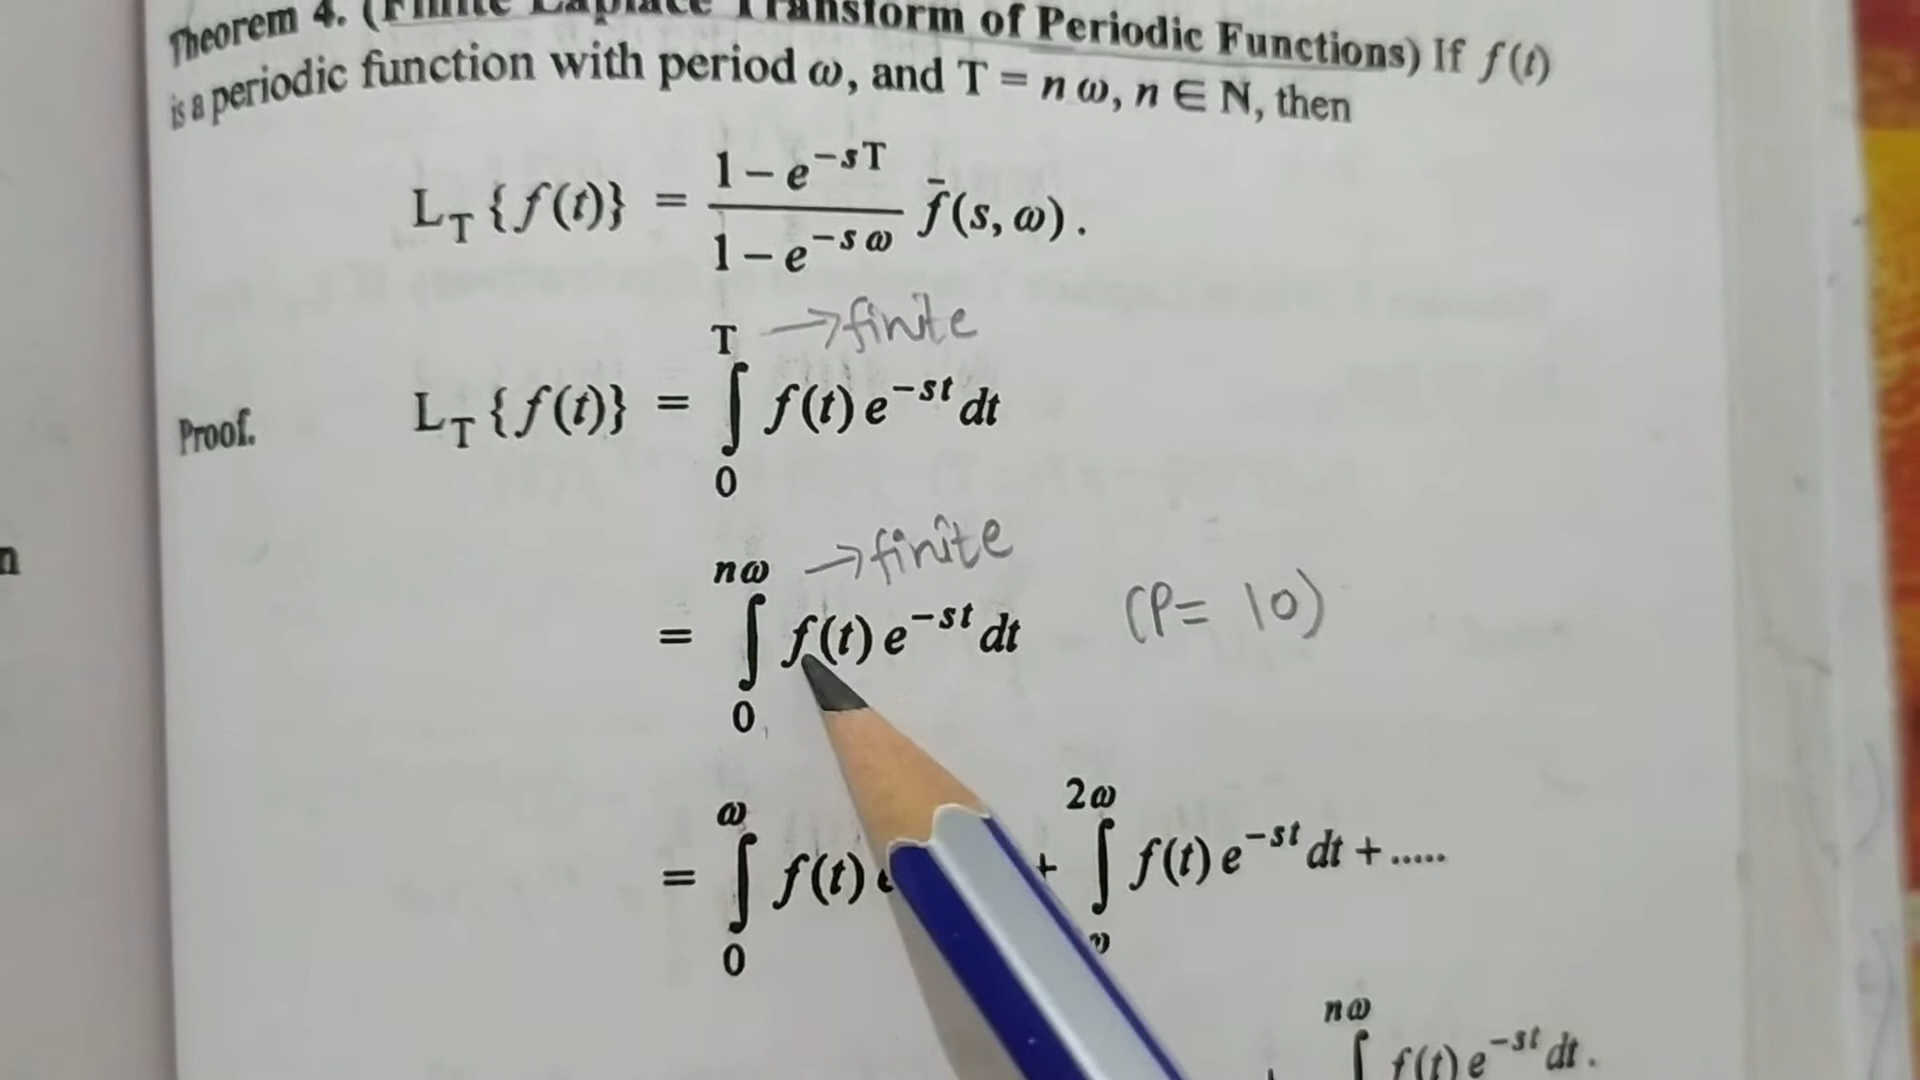 Theorem 4. (Finite Laplace Transform of Periodic Functions) If f(t)
is a periodic function with period ω, and T = n ω, n ∈ N, then
L_T {f(t)} = \frac{1 - e^{-sT}}{1 - e^{-sω}} \bar{f}(s, ω).
T → finite
Proof. L_T {f(t)} = ∫_0^T f(t) e^{-st} dt
nω → finite
= ∫_0^{nω} f(t) e^{-st} dt (P= 10)
= ∫_0^ω f(t) + ∫^{2ω} f(t) e^{-st} dt + .....
∫^{nω} f(t) e^{-st} dt .
n